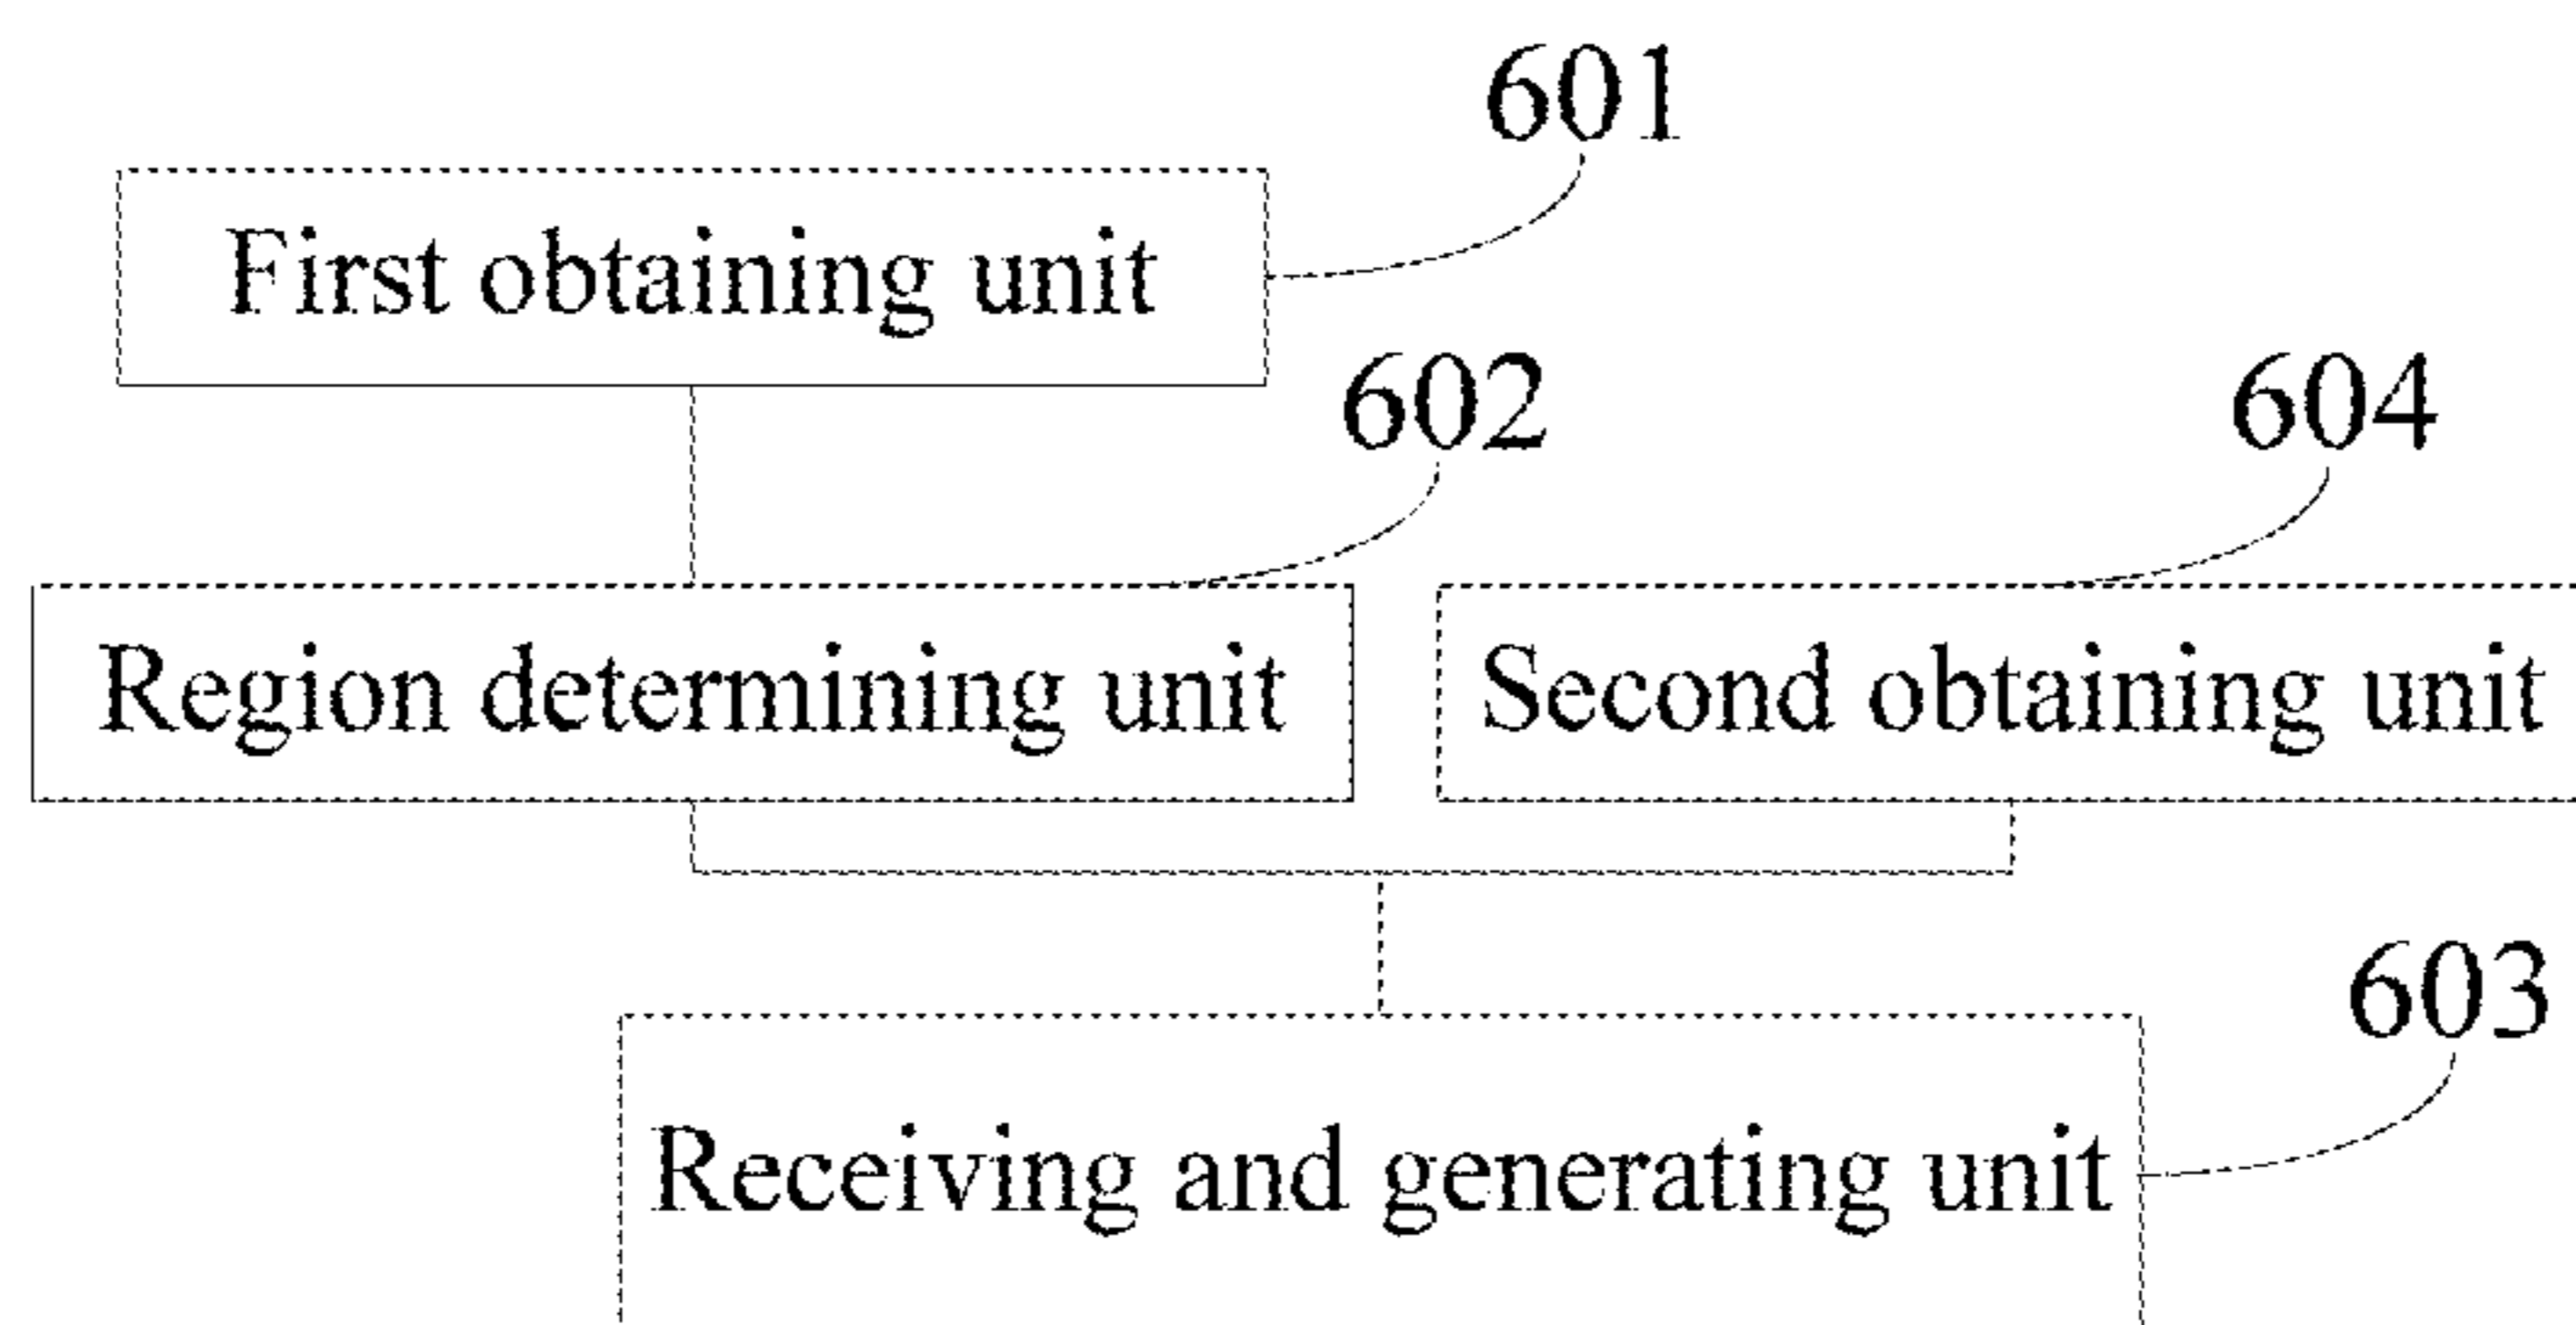 601
First obtaining unit
602
604
Region determining unit
Second obtaining unit
603
Receiving and generating unit